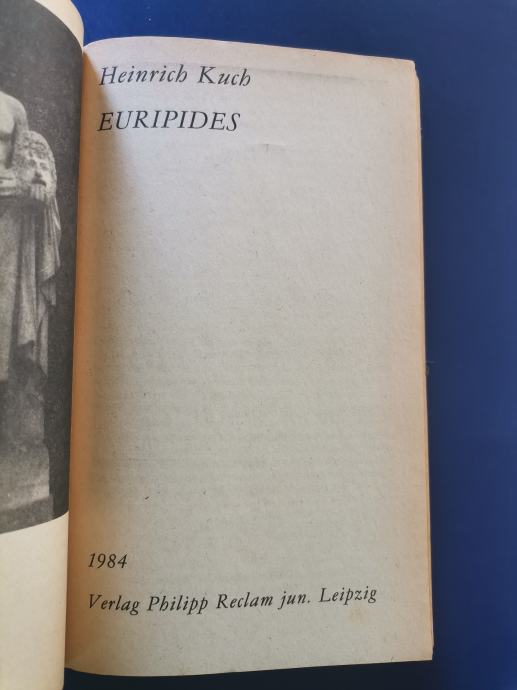 Heinrich Kuch
EURIPIDES
1984
Verlag Philipp Reclam jun. Leipzig